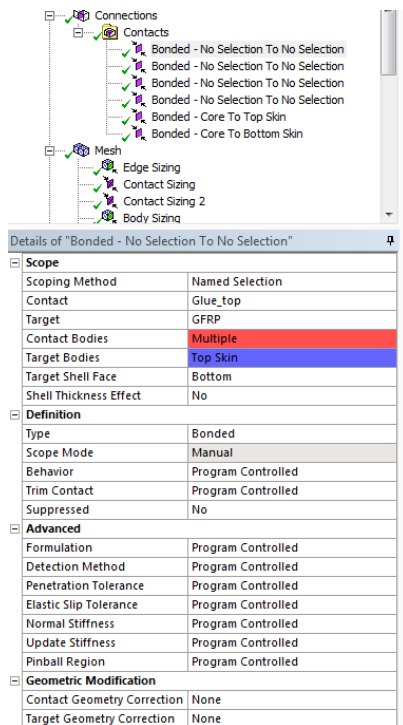 Connections
Contacts
Bonded - No Selection To No Selection
Bonded - No Selection To No Selection
Bonded - No Selection To No Selection
Bonded - No Selection To No Selection
Bonded - Core To Top Skin
Bonded - Core To Bottom Skin
Mesh
Edge Sizing
Contact Sizing
Contact Sizing 2
Body Sizing
Details of "Bonded - No Selection To No Selection"
Scope
Scoping Method Named Selection
Contact Glue_top
Target GFRP
Contact Bodies Multiple
Target Bodies Top Skin
Target Shell Face Bottom
Shell Thickness Effect No
Definition
Type Bonded
Scope Mode Manual
Behavior Program Controlled
Trim Contact Program Controlled
Suppressed No
Advanced
Formulation Program Controlled
Detection Method Program Controlled
Penetration Tolerance Program Controlled
Elastic Slip Tolerance Program Controlled
Normal Stiffness Program Controlled
Update Stiffness Program Controlled
Pinball Region Program Controlled
Geometric Modification
Contact Geometry Correction None
Target Geometry Correction None